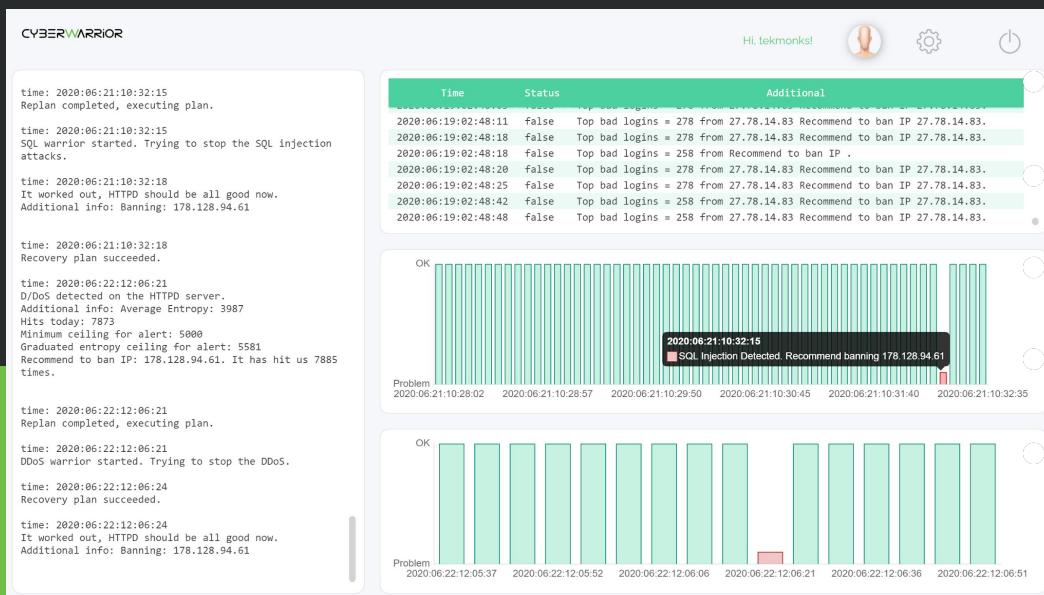 CYBERWARRIOR
Hi, tekmonks!
time: 2020:06:21:10:32:15
Replan completed, executing plan.
time: 2020:06:21:10:32:15
SQL warrior started. Trying to stop the SQL injection
attacks.
time: 2020:06:21:10:32:18
It worked out, HTTPD should be all good now.
Additional info: Banning: 178.128.94.61
time: 2020:06:21:10:32:18
Recovery plan succeeded.
time: 2020:06:22:12:06:21
D/DoS detected on the HTTPD server.
Additional info: Average Entropy: 3987
Hits today: 7873
Minimum ceiling for alert: 5000
Graduated entropy ceiling for alert: 5581
Recommend to ban IP: 178.128.94.61. It has hit us 7885
times.
time: 2020:06:22:12:06:21
Replan completed, executing plan.
time: 2020:06:22:12:06:21
DDoS warrior started. Trying to stop the DDoS.
time: 2020:06:22:12:06:24
Recovery plan succeeded.
time: 2020:06:22:12:06:24
It worked out, HTTPD should be all good now.
Additional info: Banning: 178.128.94.61
Time Status Additional
2020:06:19:02:48:11 false Top bad logins = 278 from 27.78.14.83 Recommend to ban IP 27.78.14.83.
2020:06:19:02:48:18 false Top bad logins = 278 from 27.78.14.83 Recommend to ban IP 27.78.14.83.
2020:06:19:02:48:18 false Top bad logins = 258 from Recommend to ban IP .
2020:06:19:02:48:20 false Top bad logins = 278 from 27.78.14.83 Recommend to ban IP 27.78.14.83.
2020:06:19:02:48:25 false Top bad logins = 278 from 27.78.14.83 Recommend to ban IP 27.78.14.83.
2020:06:19:02:48:42 false Top bad logins = 258 from 27.78.14.83 Recommend to ban IP 27.78.14.83.
2020:06:19:02:48:48 false Top bad logins = 258 from 27.78.14.83 Recommend to ban IP 27.78.14.83.
OK
2020:06:21:10:32:15
SQL Injection Detected. Recommend banning 178.128.94.61
Problem
2020:06:21:10:28:02 2020:06:21:10:28:57 2020:06:21:10:29:50 2020:06:21:10:30:45 2020:06:21:10:31:40 2020:06:21:10:32:35
OK
Problem
2020:06:22:12:05:37 2020:06:22:12:05:52 2020:06:22:12:06:06 2020:06:22:12:06:21 2020:06:22:12:06:36 2020:06:22:12:06:51